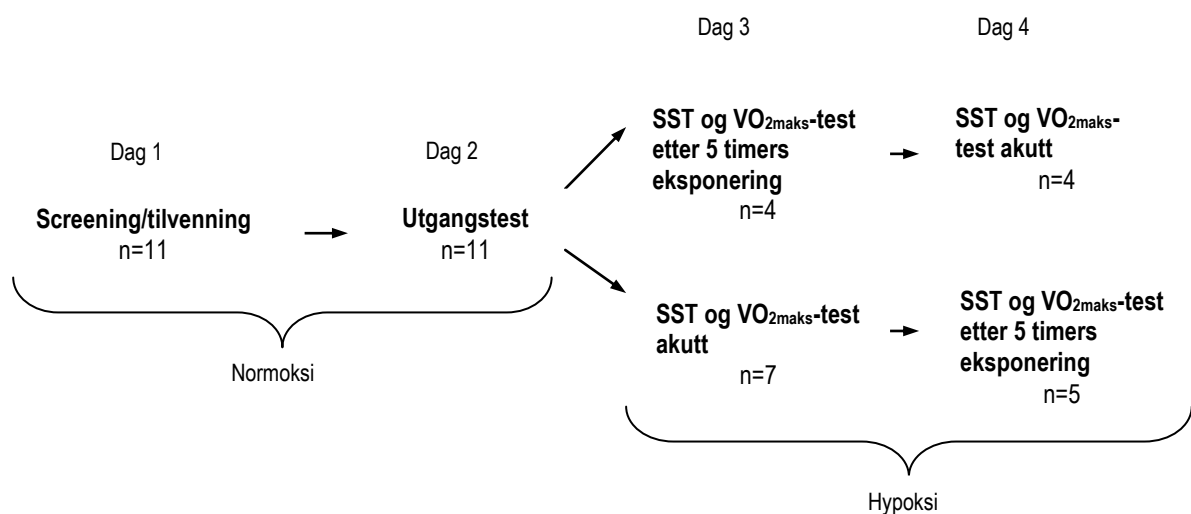 Dag 1
Screening/tilvenning
n=11
Dag 2
Utgangstest
n=11
Normoksi
Dag 3
SST og VO2maks-test
etter 5 timers
eksponering
n=4
Dag 4
SST og VO2maks-
test akutt
n=4
SST og VO2maks-test
akutt
n=7
SST og VO2maks-test
etter 5 timers
eksponering
n=5
Hypoksi